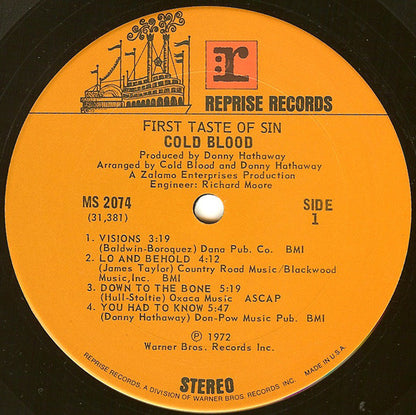 r
REPRISE RECORDS
FIRST TASTE OF SIN
COLD BLOOD
Produced by Donny Hathaway
Arranged by Cold Blood and Donny Hathaway
A Zalamo Enterprises Production
Engineer: Richard Moore
MS 2074
(31,381)
SIDE
1
1. VISIONS 3:19
(Baldwin-Boroquez) Dana Pub. Co. BMI
2. LO AND BEHOLD 4:12
(James Taylor) Country Road Music/Blackwood
Music,Inc. BMI
3. DOWN TO THE BONE 5:19
(Hull-Stoltie) Oxaca Music ASCAP
4. YOU HAD TO KNOW 5:47
(Donny Hathaway) Don-Pow Music Pub. BMI
℗ 1972
Warner Bros. Records Inc.
STEREO
REPRISE RECORDS, A DIVISION OF WARNER BROS. RECORDS, INC. MADE IN U.S.A.